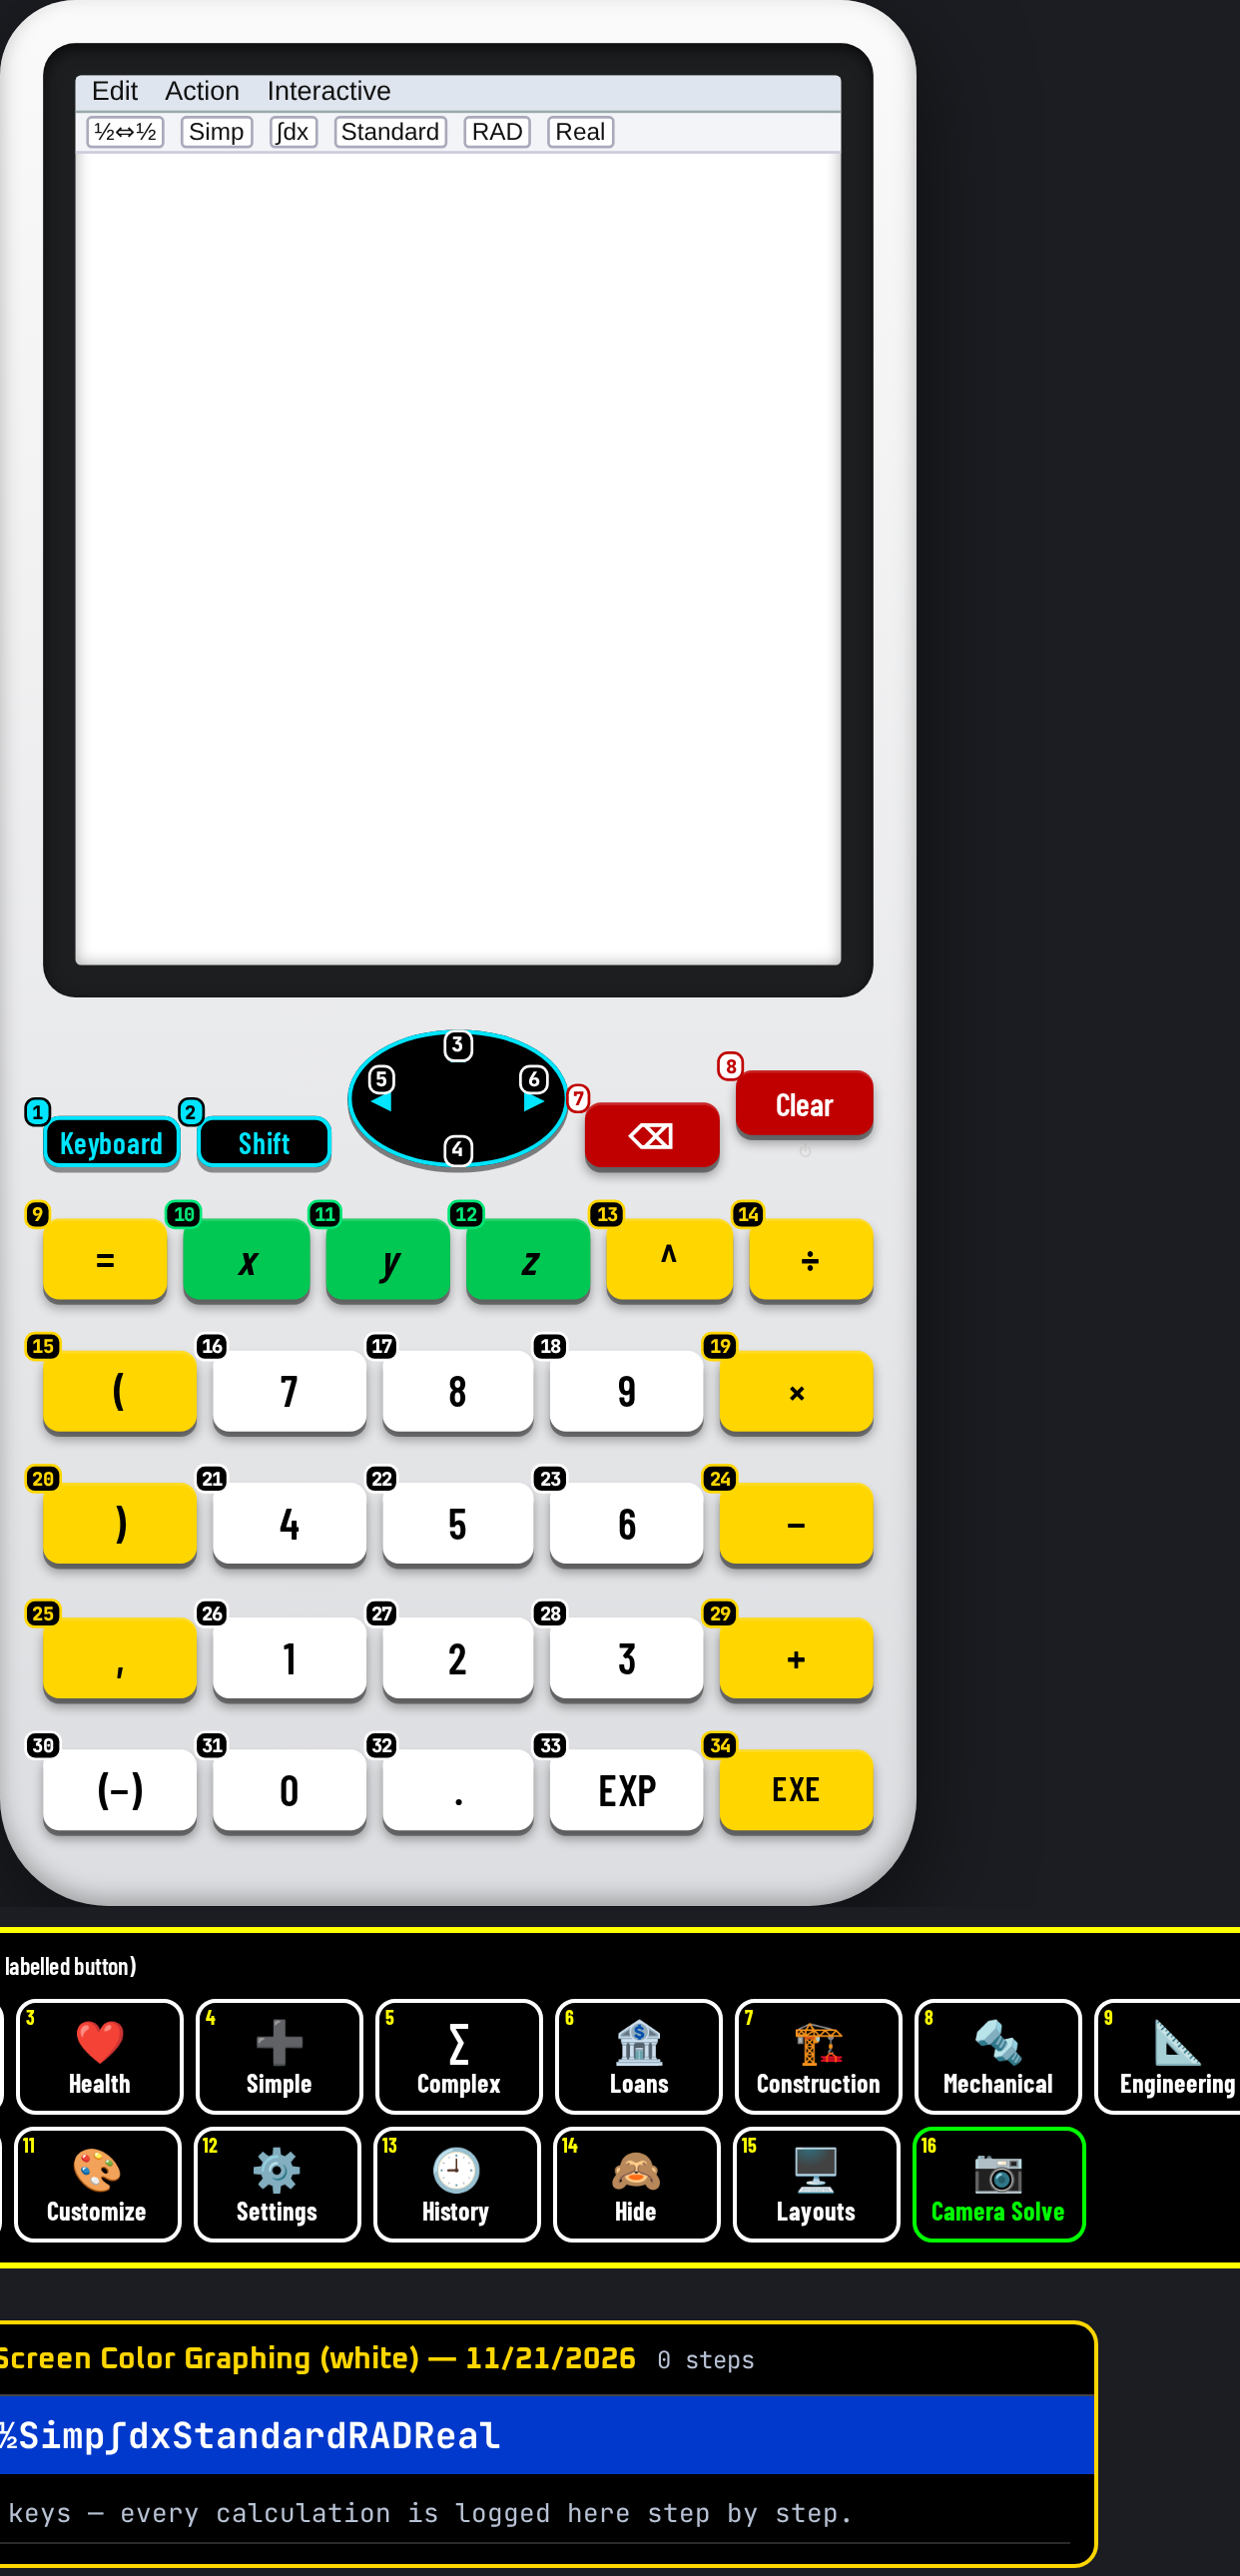 Edit Action Interactive
½⇔½ Simp ∫dx Standard RAD Real
3
5 6
◀ ▶
4
1 2 7 8
Keyboard Shift ⌫ Clear
⏻
9 10 11 12 13 14
= x y z ^ ÷
15 16 17 18 19
( 7 8 9 ×
20 21 22 23 24
) 4 5 6 −
25 26 27 28 29
, 1 2 3 +
30 31 32 33 34
(−) 0 . EXP EXE
labelled button)
3 4 5 6 7 8 9
Σ
Health Simple Complex Loans Construction Mechanical Engineering
11 12 13 14 15 16
Customize Settings History Hide Layouts Camera Solve
Screen Color Graphing (white) — 11/21/2026 0 steps
½Simp∫dxStandardRADReal
keys — every calculation is logged here step by step.